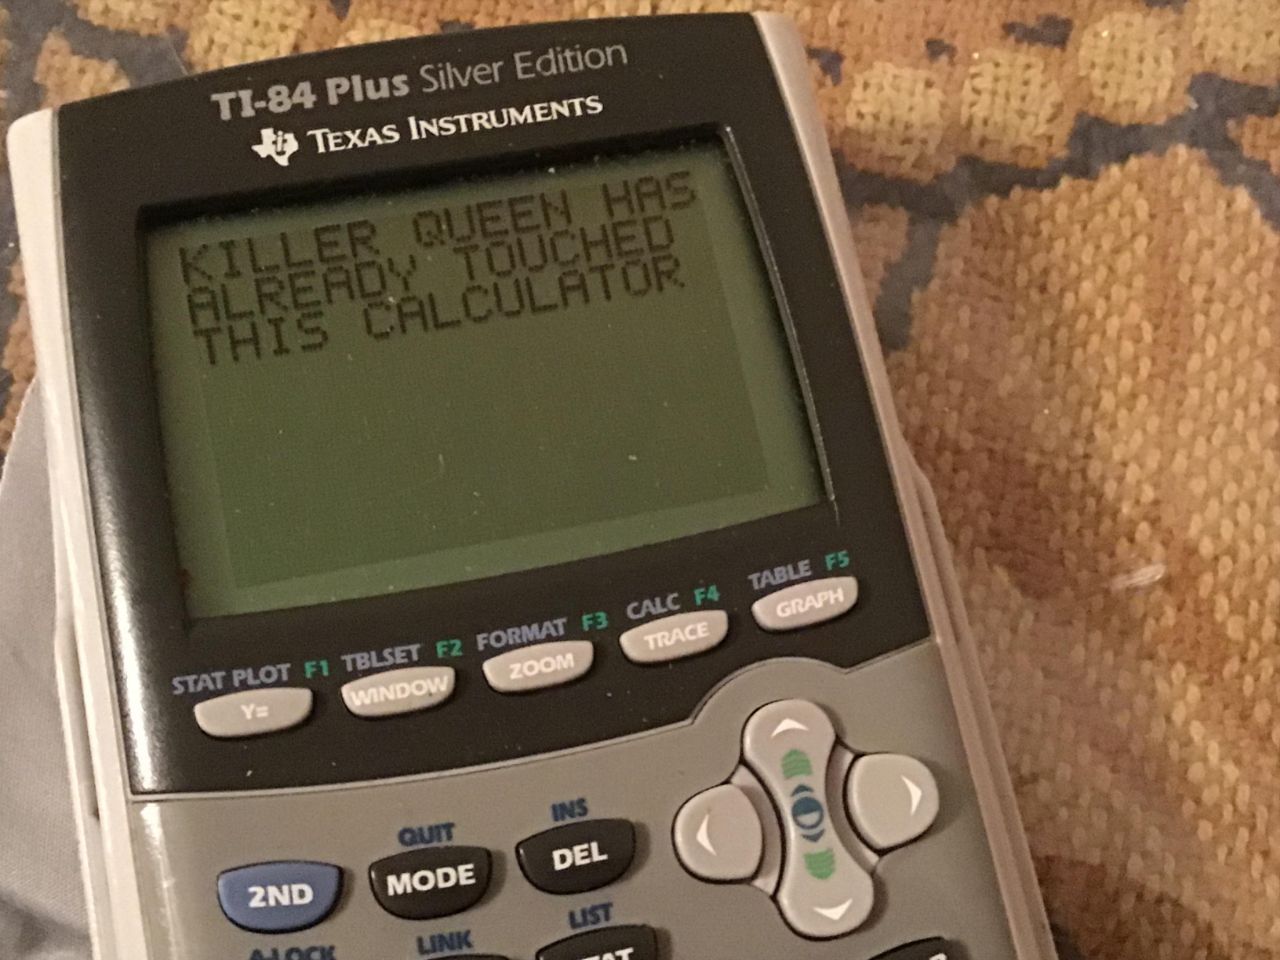 TI-84 Plus Silver Edition
TEXAS INSTRUMENTS
KILLER QUEEN HAS
ALREADY TOUCHED
THIS CALCULATOR
STAT PLOT F1 TBLSET F2 FORMAT F3 CALC F4 TABLE F5
Y= WINDOW ZOOM TRACE GRAPH
QUIT INS
2ND MODE DEL
A-LOCK LINK LIST